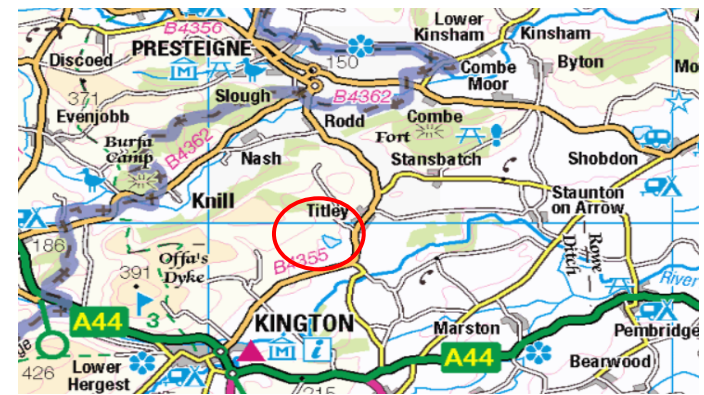 B4356
Lower
Kinsham
Kinsham
PRESTEIGNE
Discoed
150
Combe
Moor
Byton
Mo
371
Slough
B4362
Evenjobb
Rodd
Combe
Fort
Burfa
Camp
B4362
Nash
Stansbatch
Shobdon
Knill
Titley
Staunton
on Arrow
186
Offa's
Dyke
B4355
Rowe
Ditch
River
391
3
A44
KINGTON
i
Marston
Pembridge
A44
Bearwood
426
Lower
Hergest
215